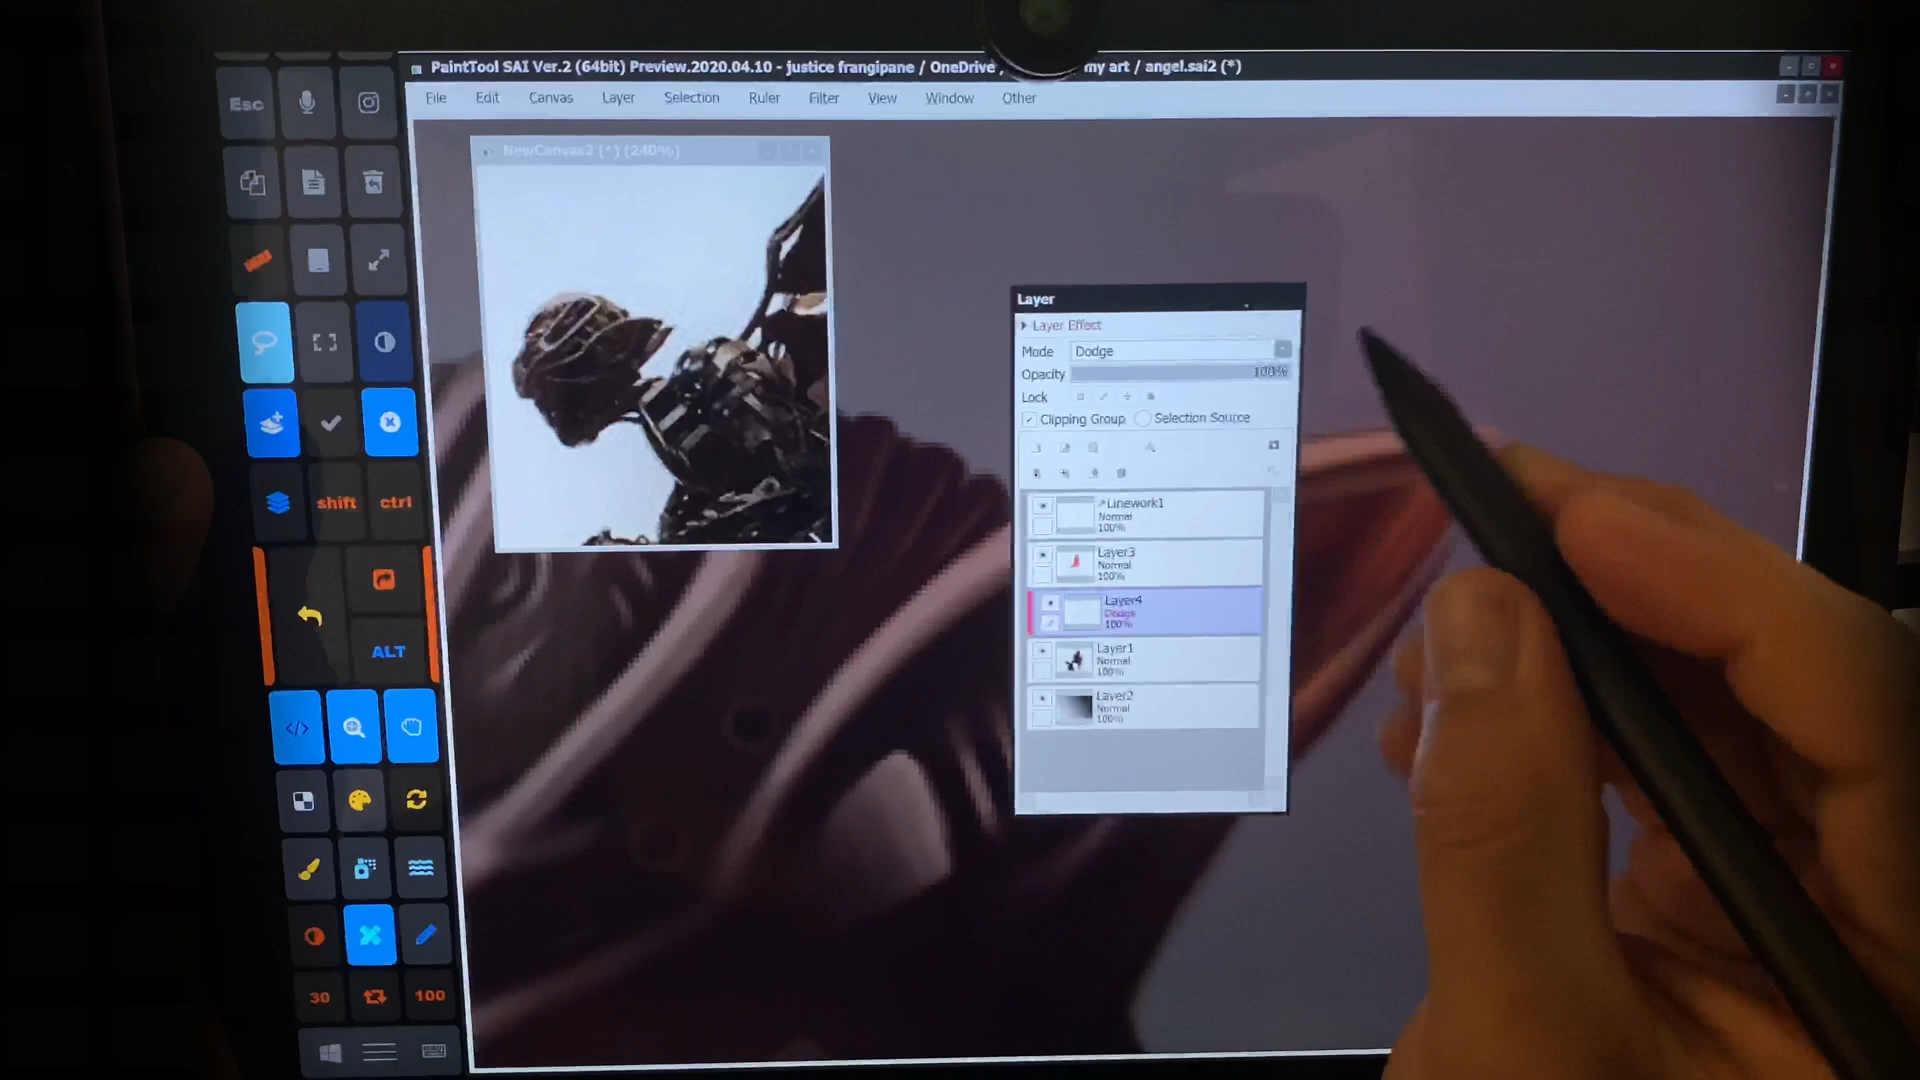 PaintTool SAI Ver.2 (64bit) Preview.2020.04.10 - justice frangipane / OneDrive / my art / angel.sai2 (*)
File Edit Canvas Layer Selection Ruler Filter View Window Other
Esc
NewCanvas2 (*) (240%)
Layer
Layer Effect
Mode Dodge
Opacity 100%
Lock
Clipping Group Selection Source
Linework1
Normal
100%
Layer3
Normal
100%
Layer4
Dodge
100%
Layer1
Normal
100%
Layer2
Normal
100%
shift ctrl
ALT
</>
30 100